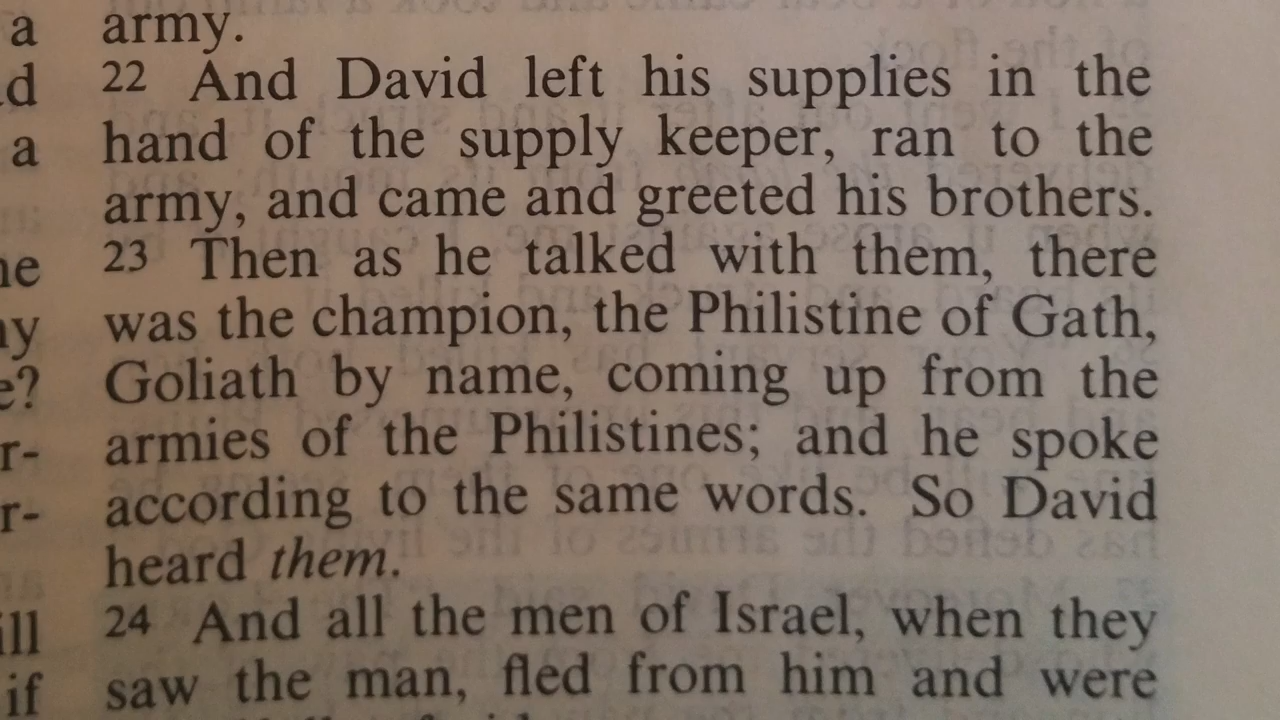 a
d
a
he
ny
e?
r-
r-
ill
if
army.
22 And David left his supplies in the
hand of the supply keeper, ran to the
army, and came and greeted his brothers.
23 Then as he talked with them, there
was the champion, the Philistine of Gath,
Goliath by name, coming up from the
armies of the Philistines; and he spoke
according to the same words. So David
heard them.
24 And all the men of Israel, when they
saw the man, fled from him and were